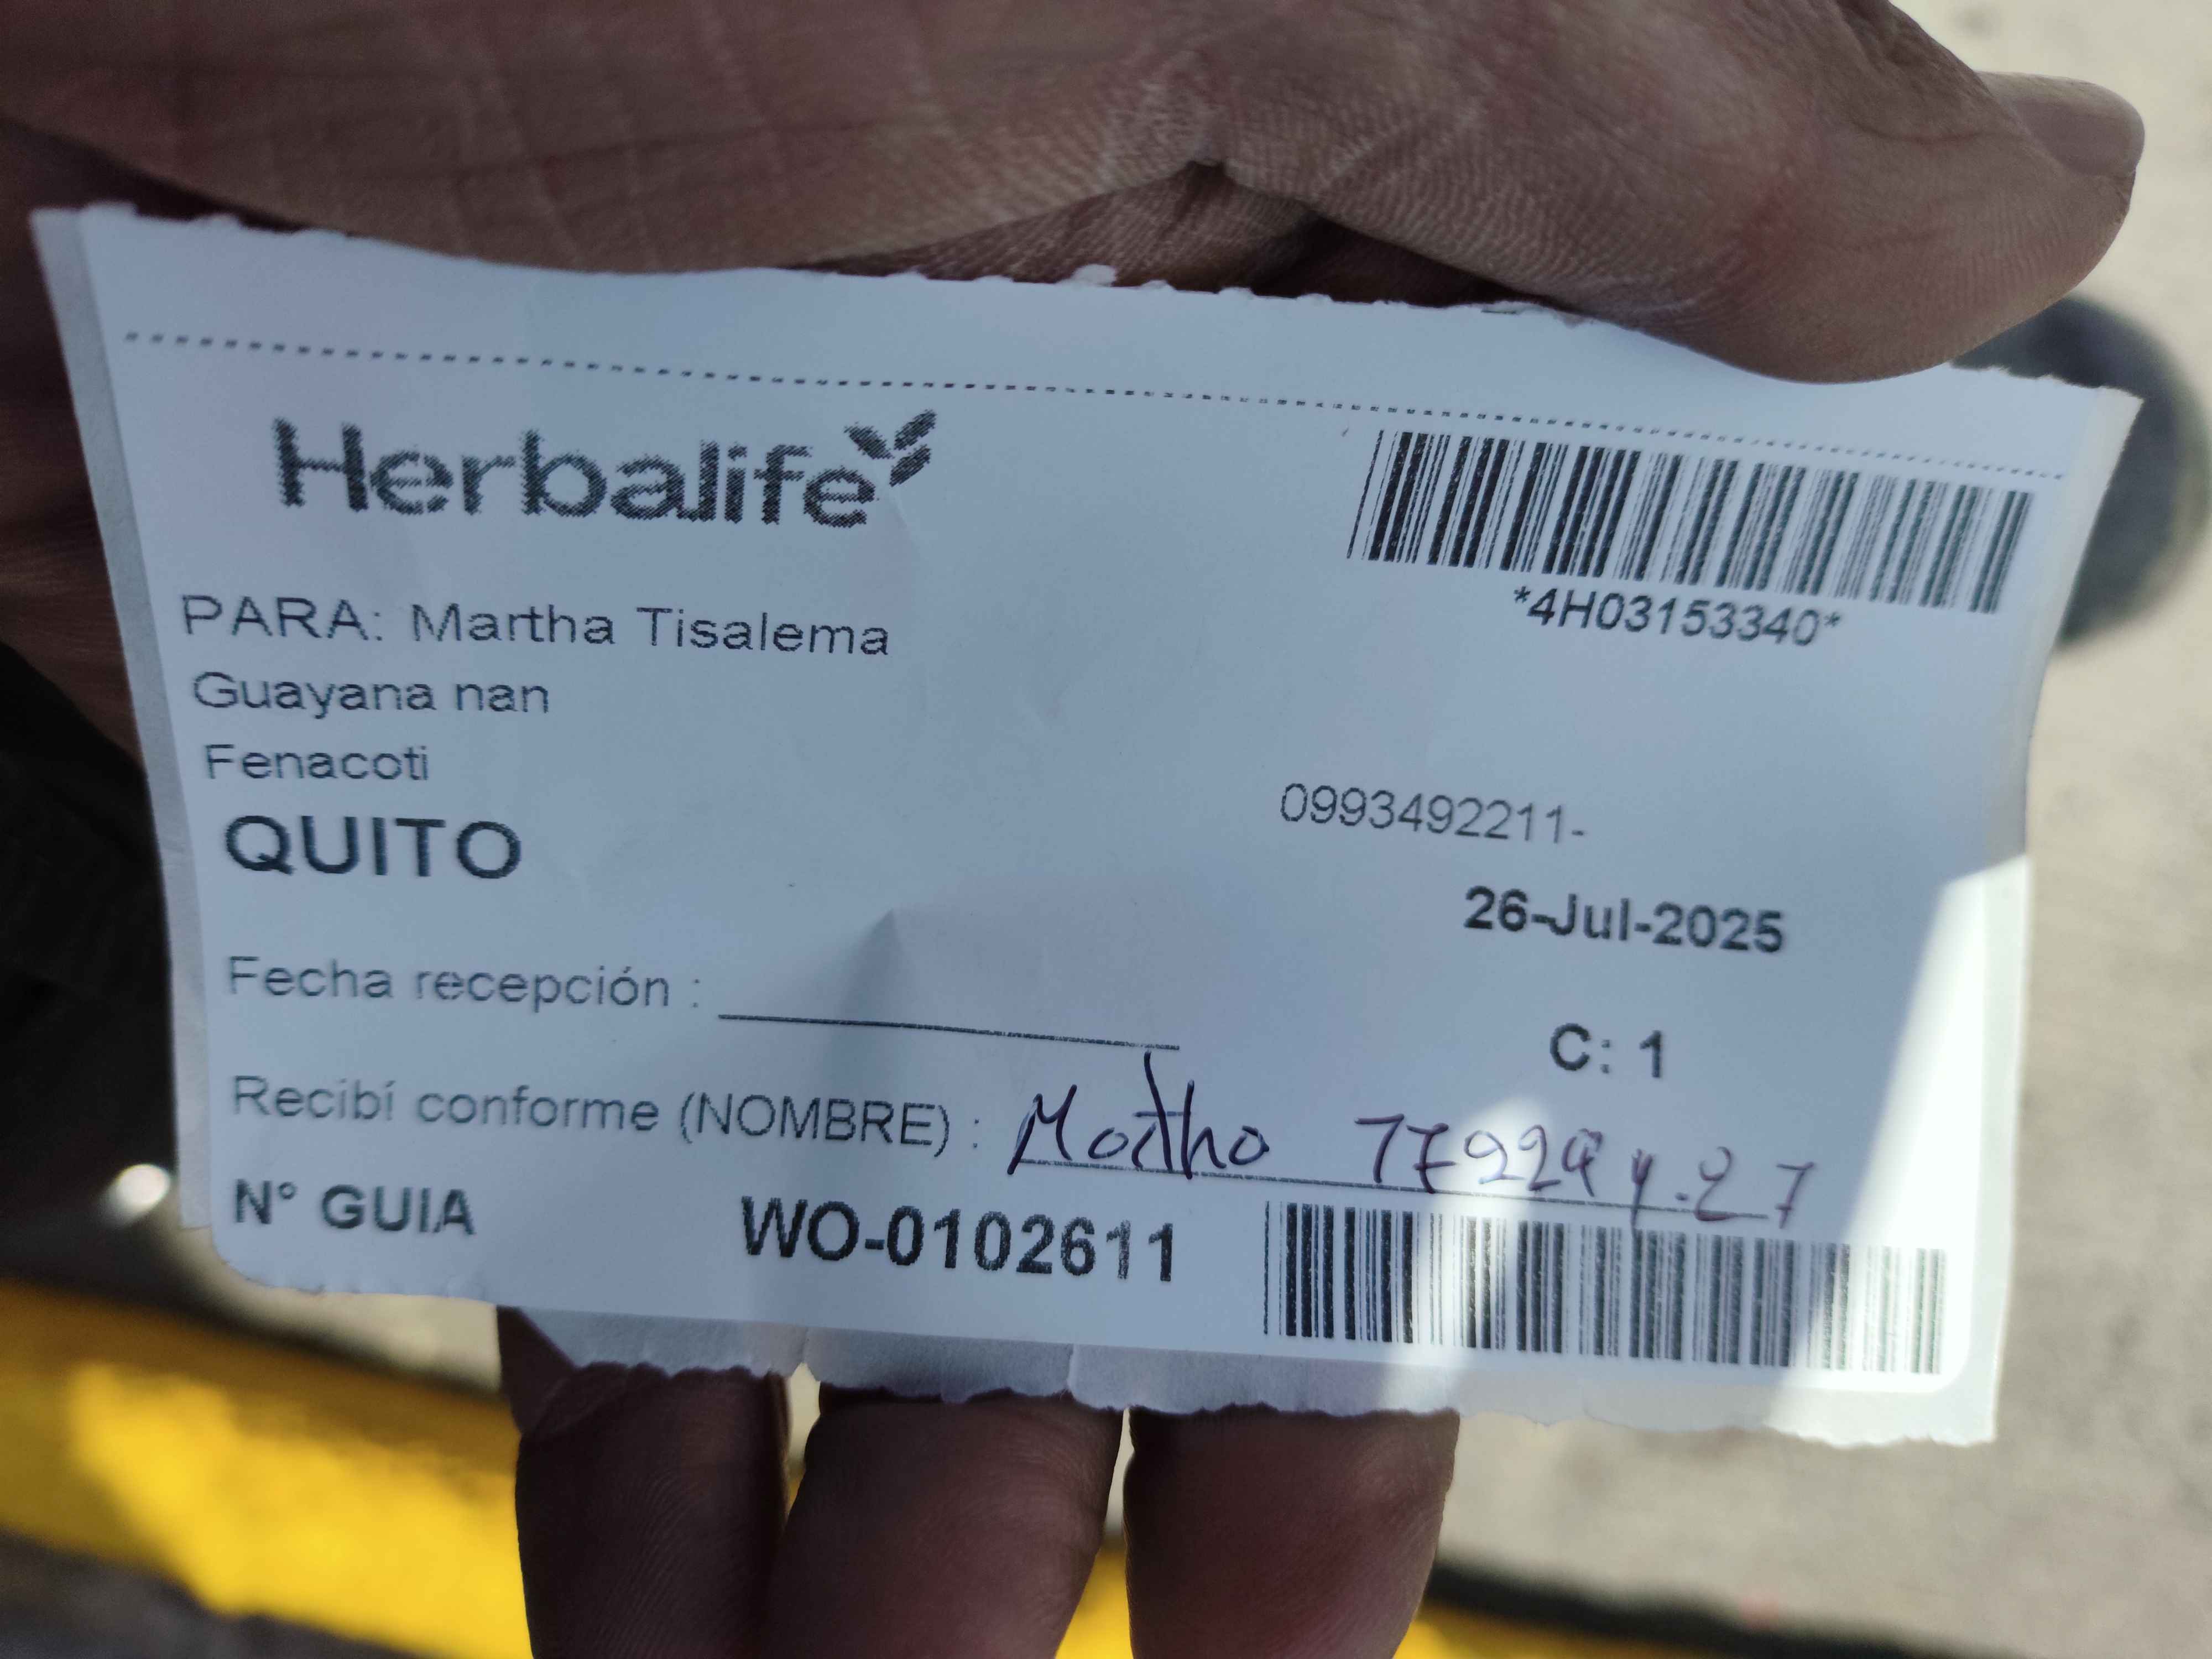 Herbalife
*4H03153340*
PARA: Martha Tisalema
Guayana nan
Fenacoti
0993492211-
QUITO
26-Jul-2025
Fecha recepción :
C: 1
Recibí conforme (NOMBRE) : Martha
N° GUIA WO-0102611